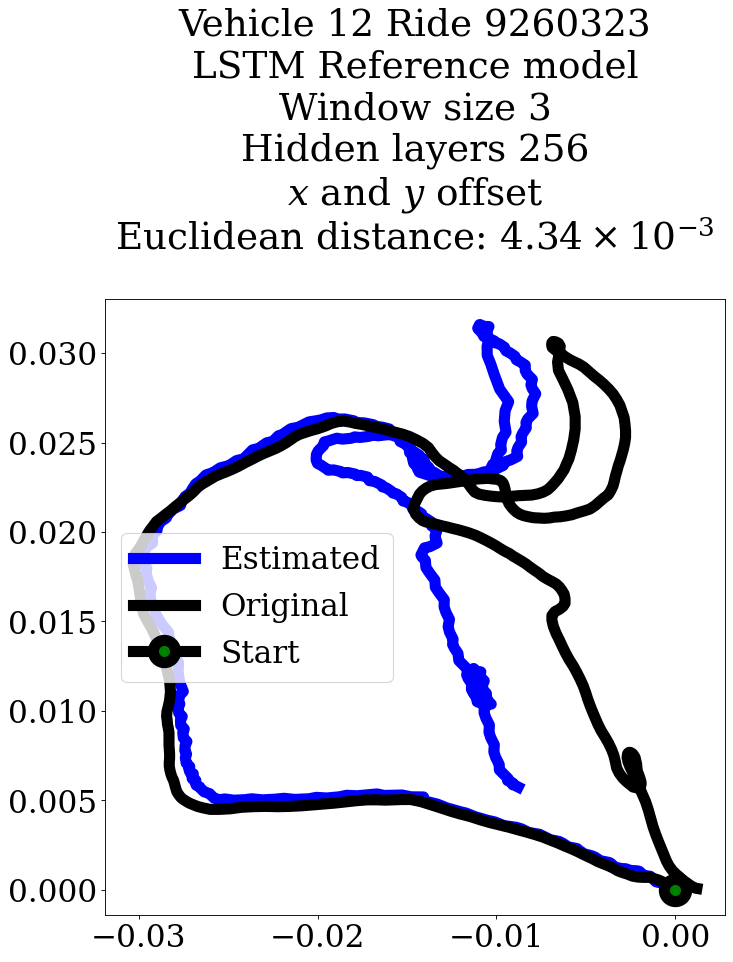 Vehicle 12 Ride 9260323
LSTM Reference model
Window size 3
Hidden layers 256
x and y offset
Euclidean distance: 4.34 × 10⁻³
0.030
0.025
0.020
0.015
0.010
0.005
0.000
Estimated
Original
Start
−0.03 −0.02 −0.01 0.00